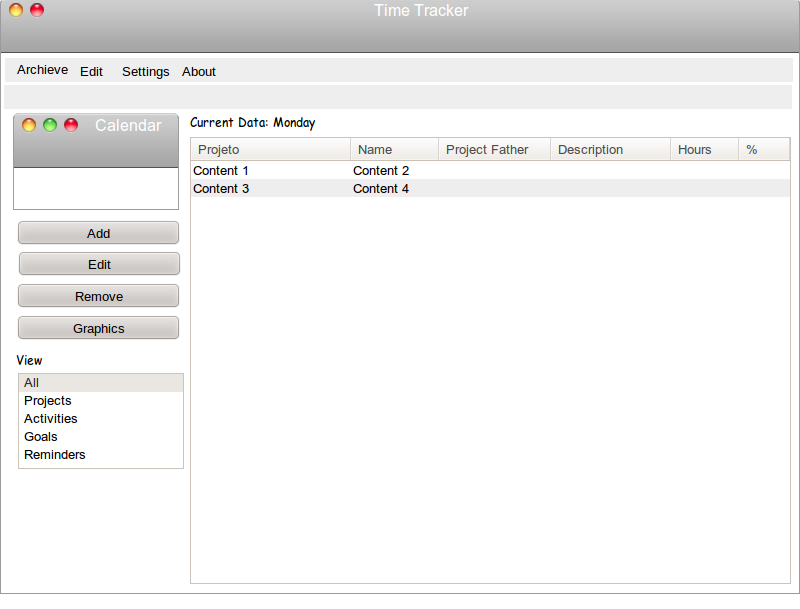 Time Tracker
Archieve Edit Settings About
Calendar
Current Data: Monday
Projeto Name Project Father Description Hours %
Content 1 Content 2
Content 3 Content 4
Add
Edit
Remove
Graphics
View
All
Projects
Activities
Goals
Reminders